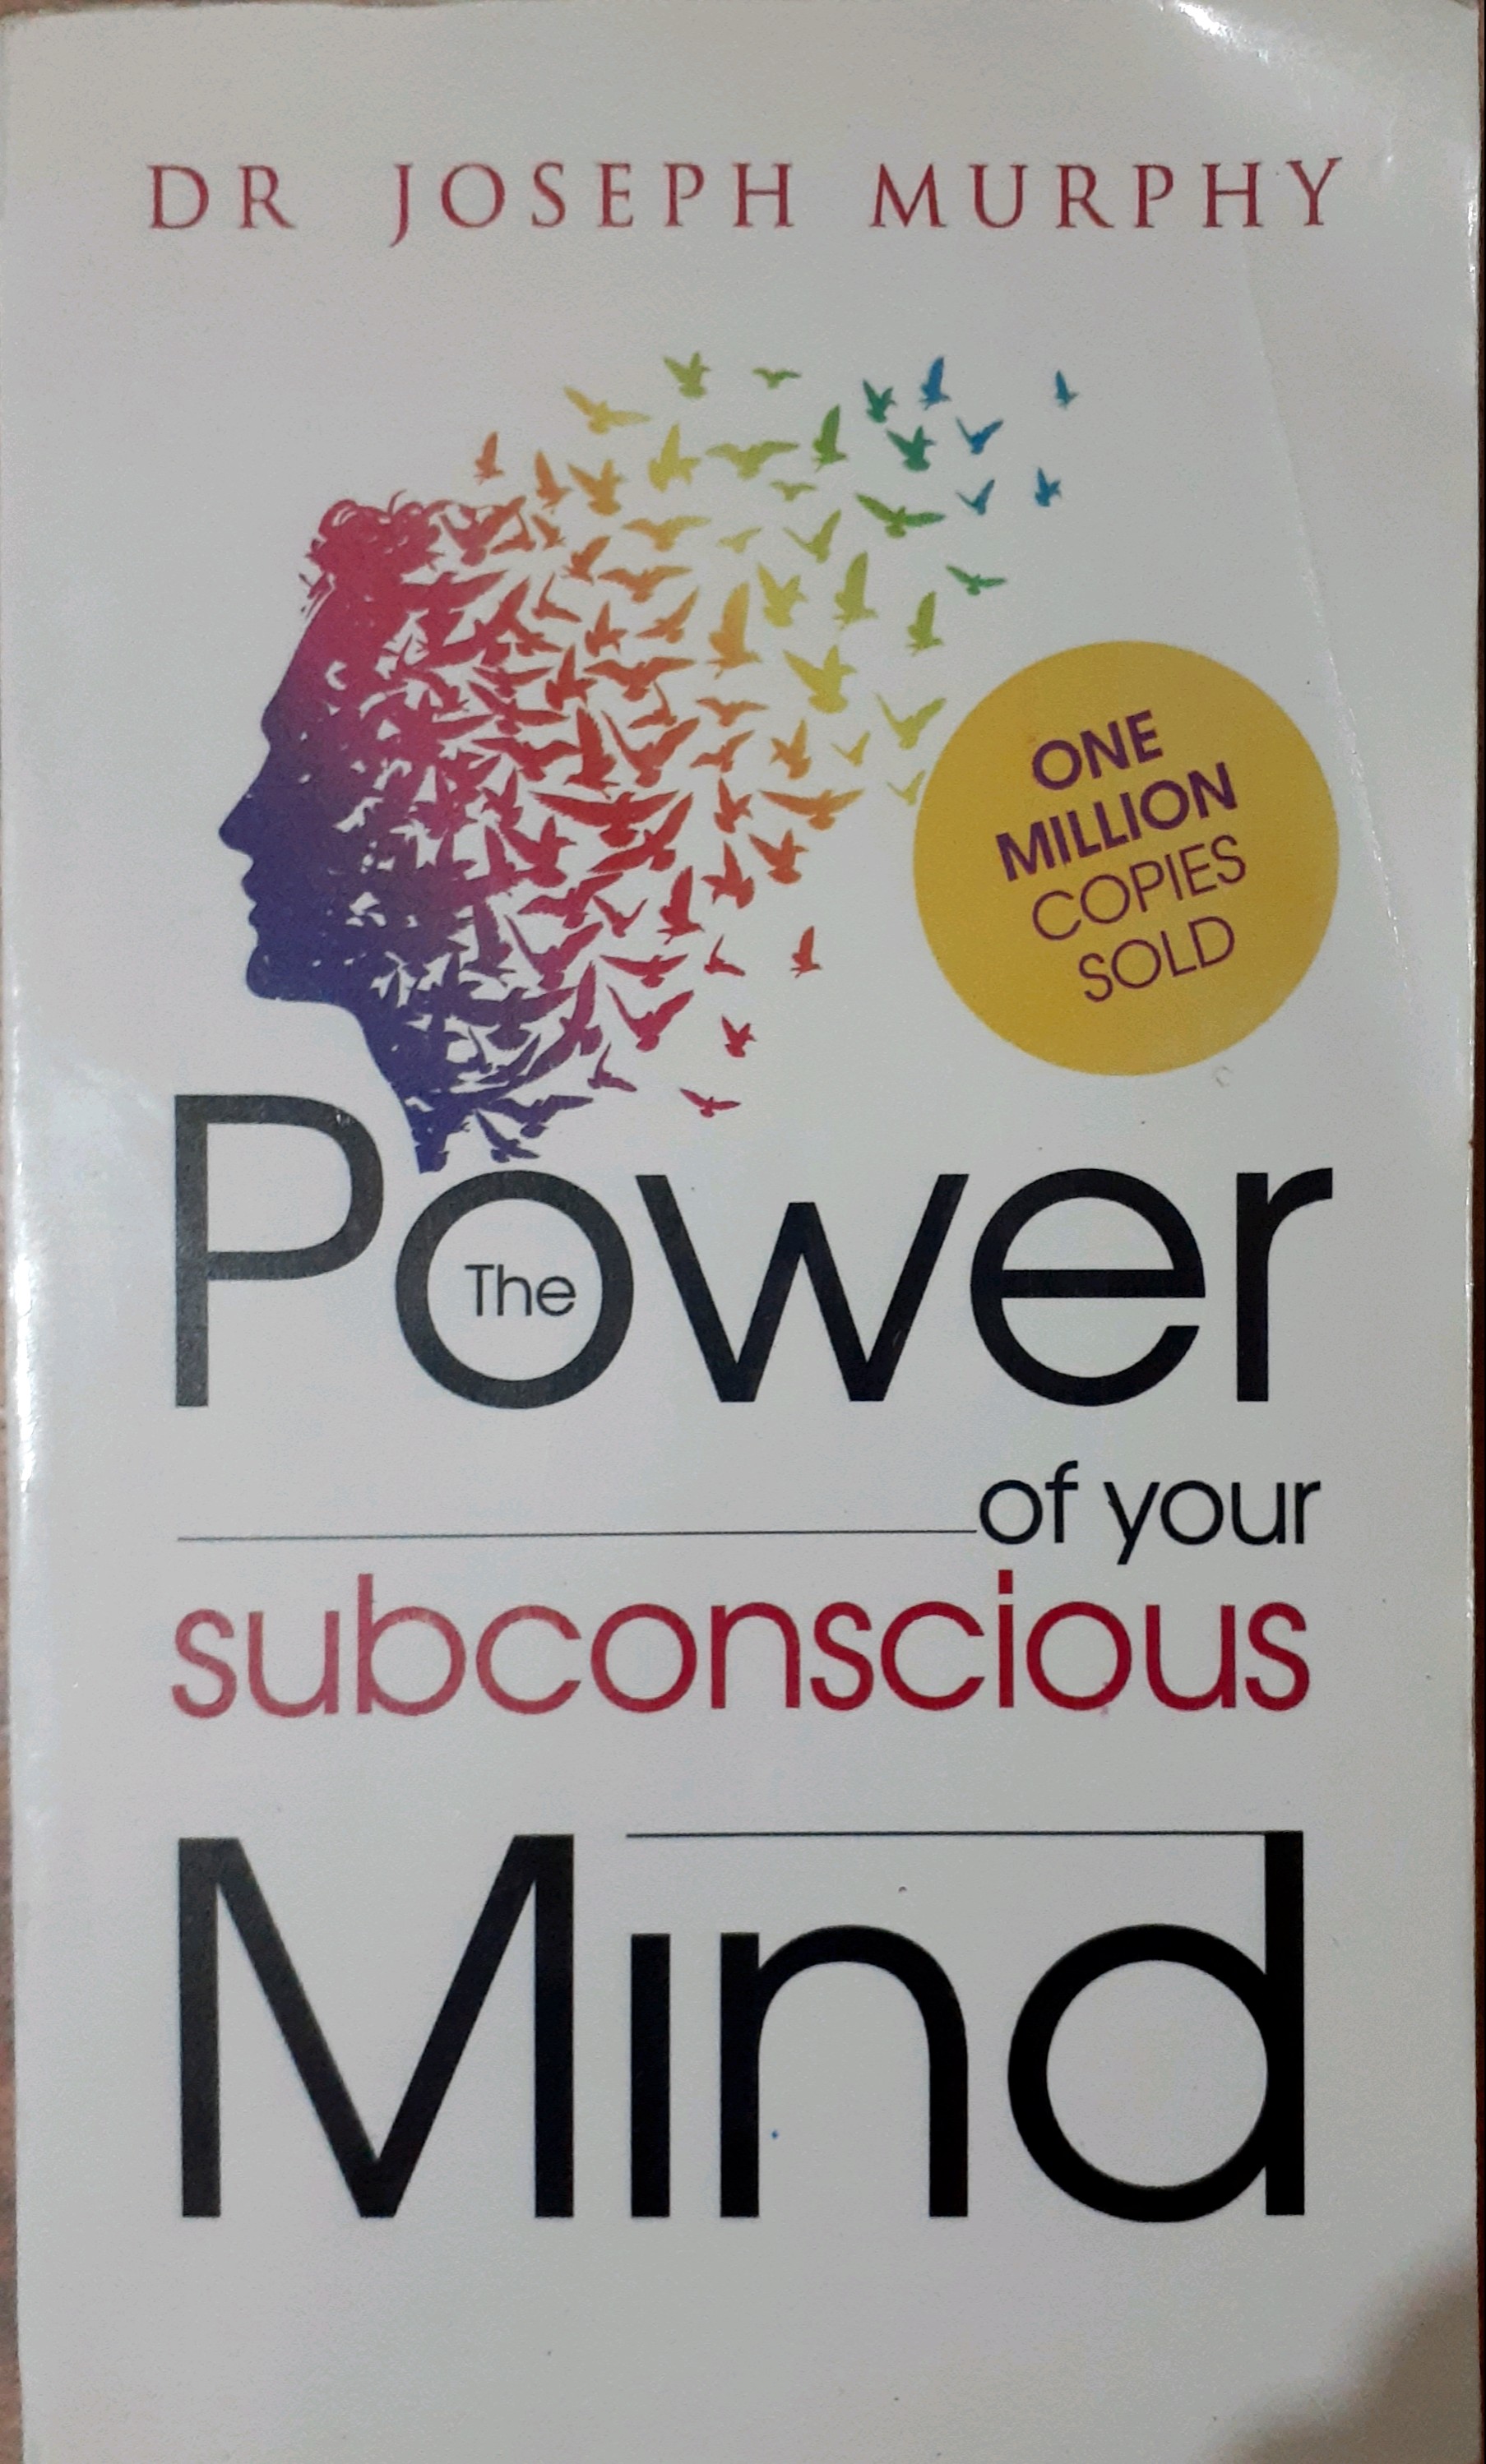 DR JOSEPH MURPHY
ONE
MILLION
COPIES
SOLD
The Power
of your
subconscious
Mind